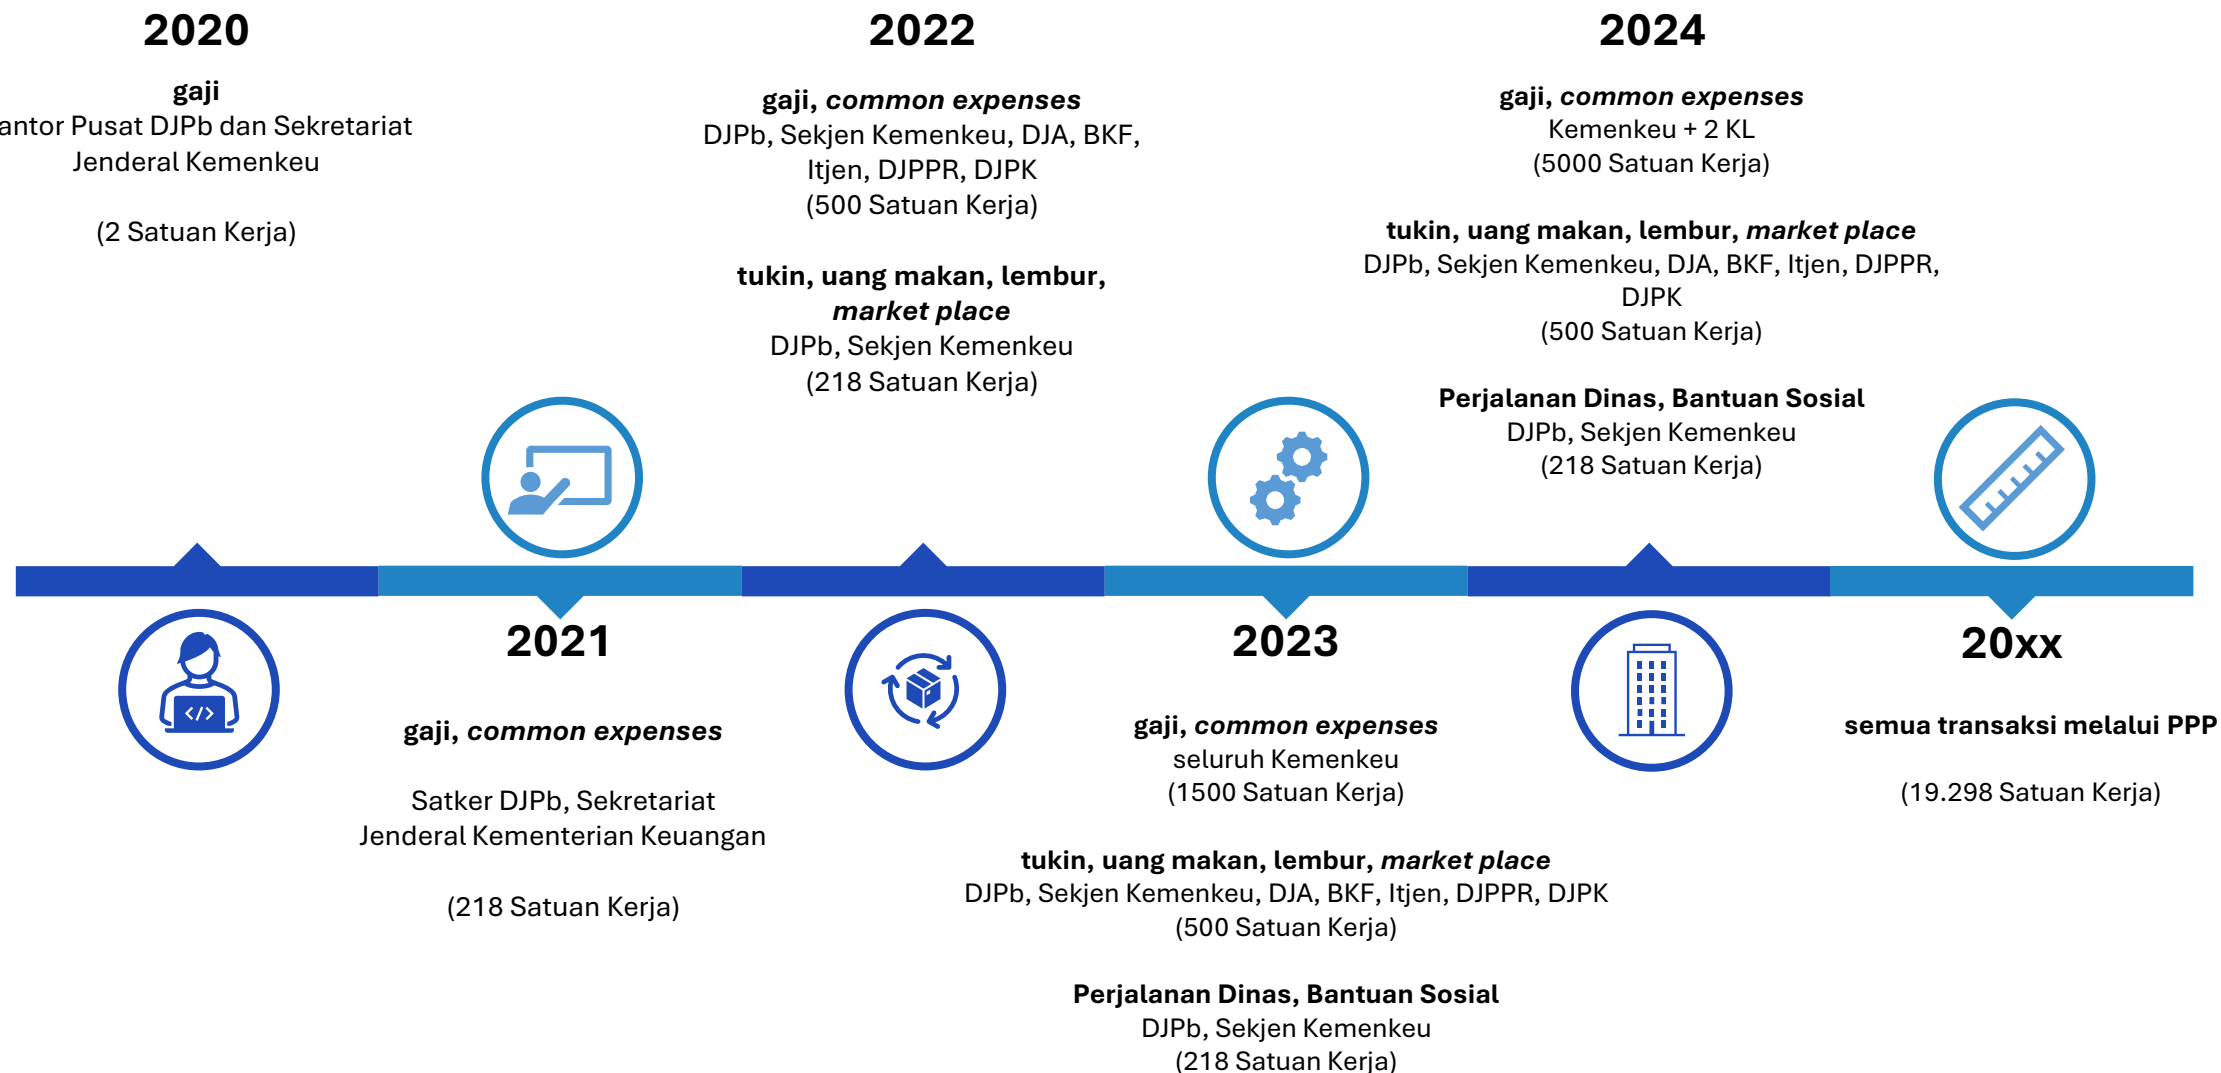 2020
gaji
antor Pusat DJPb dan Sekretariat
Jenderal Kemenkeu
(2 Satuan Kerja)
2021
gaji, common expenses
Satker DJPb, Sekretariat
Jenderal Kementerian Keuangan
(218 Satuan Kerja)
2022
gaji, common expenses
DJPb, Sekjen Kemenkeu, DJA, BKF,
Itjen, DJPPR, DJPK
(500 Satuan Kerja)
tukin, uang makan, lembur,
market place
DJPb, Sekjen Kemenkeu
(218 Satuan Kerja)
2023
gaji, common expenses
seluruh Kemenkeu
(1500 Satuan Kerja)
tukin, uang makan, lembur, market place
DJPb, Sekjen Kemenkeu, DJA, BKF, Itjen, DJPPR, DJPK
(500 Satuan Kerja)
Perjalanan Dinas, Bantuan Sosial
DJPb, Sekjen Kemenkeu
(218 Satuan Kerja)
2024
gaji, common expenses
Kemenkeu + 2 KL
(5000 Satuan Kerja)
tukin, uang makan, lembur, market place
DJPb, Sekjen Kemenkeu, DJA, BKF, Itjen, DJPPR,
DJPK
(500 Satuan Kerja)
Perjalanan Dinas, Bantuan Sosial
DJPb, Sekjen Kemenkeu
(218 Satuan Kerja)
20xx
semua transaksi melalui PPP
(19.298 Satuan Kerja)